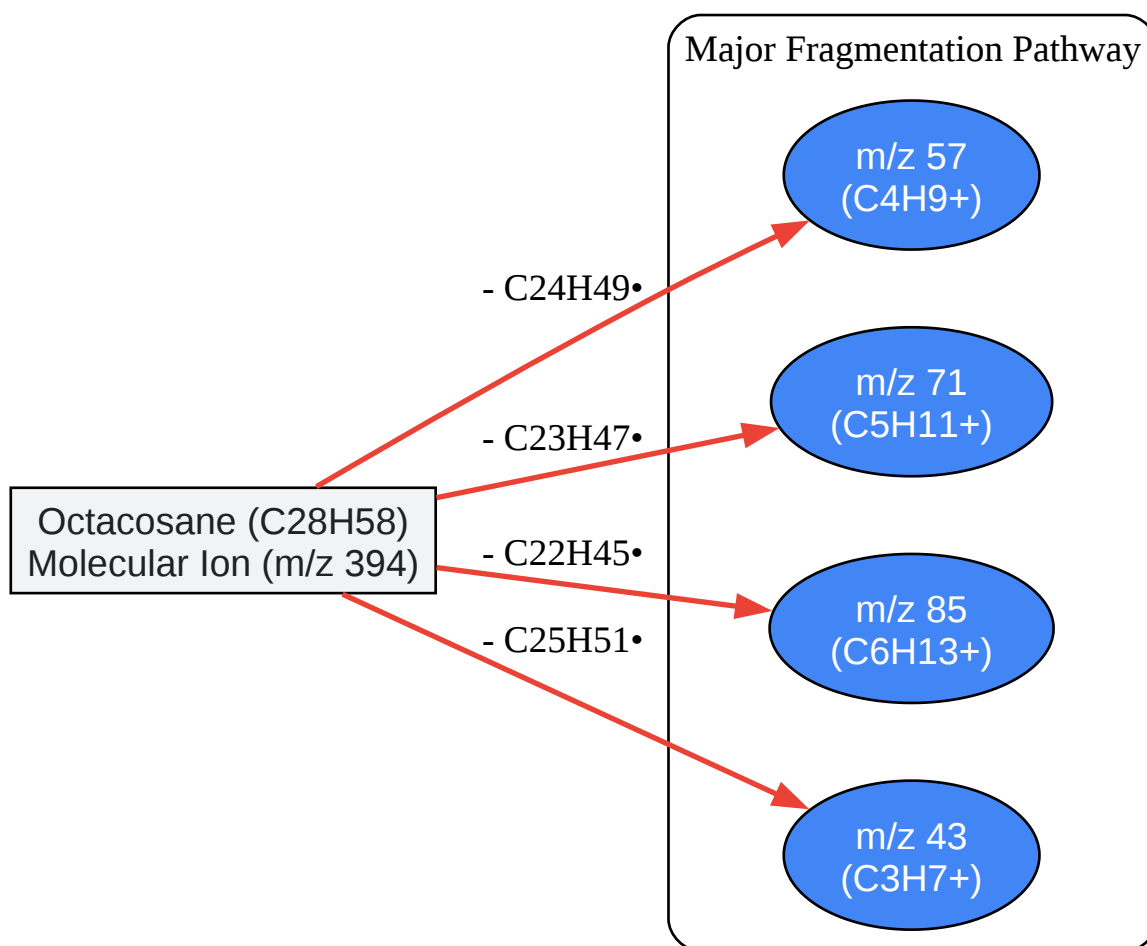 Major Fragmentation Pathway
m/z 57
(C4H9+)
- C24H49•
m/z 71
(C5H11+)
- C23H47•
Octacosane (C28H58)
Molecular Ion (m/z 394)
- C22H45•
m/z 85
(C6H13+)
- C25H51•
m/z 43
(C3H7+)